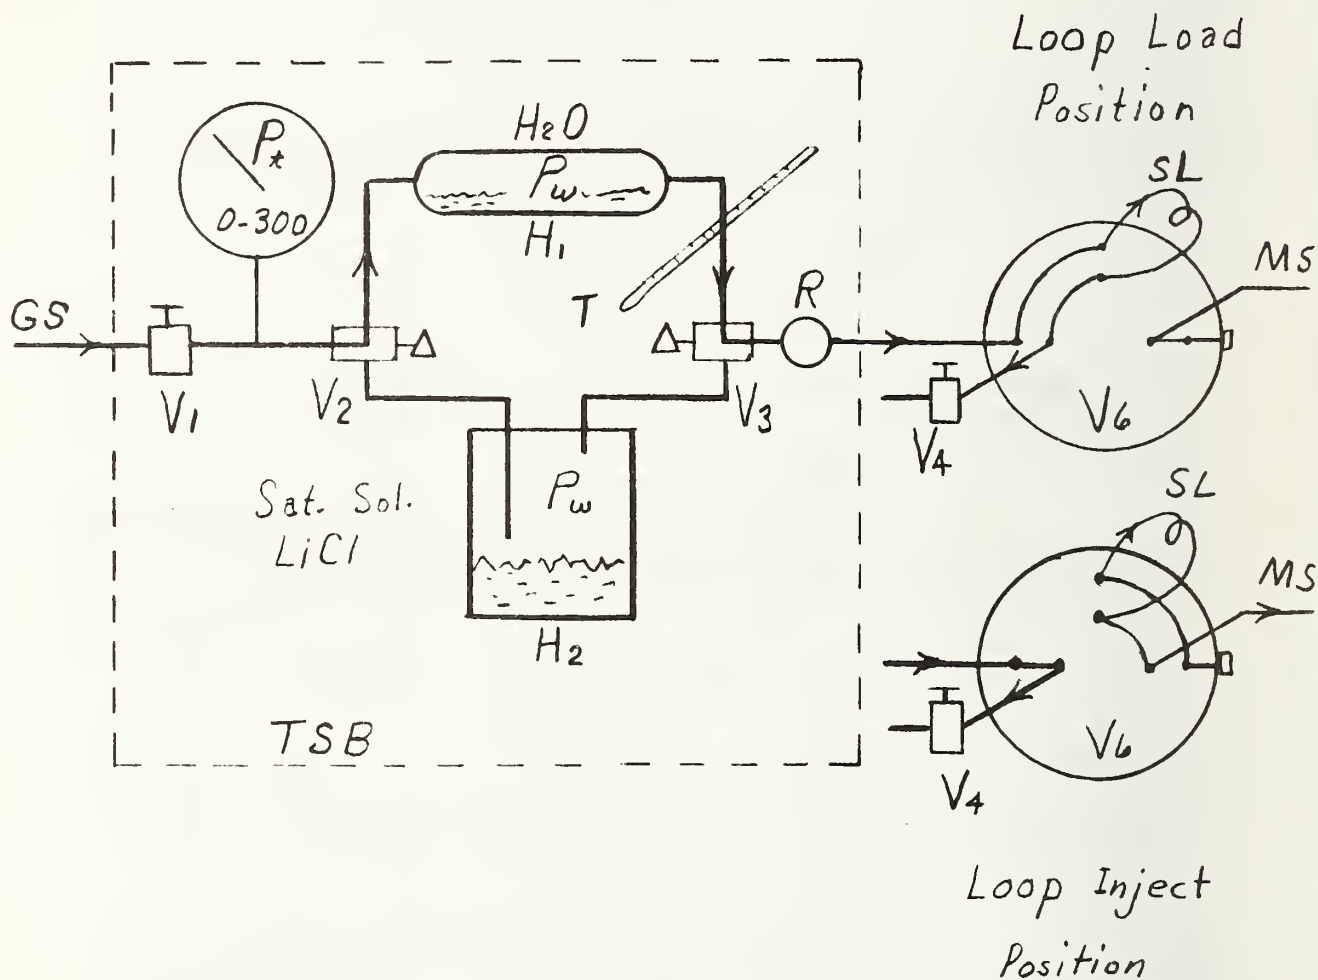 Loop Load
Position
H2O
Pw
H1
Pt
0-300
T
R
GS
V1
V2
V3
Pw
Sat. Sol.
LiCl
H2
TSB
SL
MS
V6
V4
SL
MS
V6
V4
Loop Inject
Position